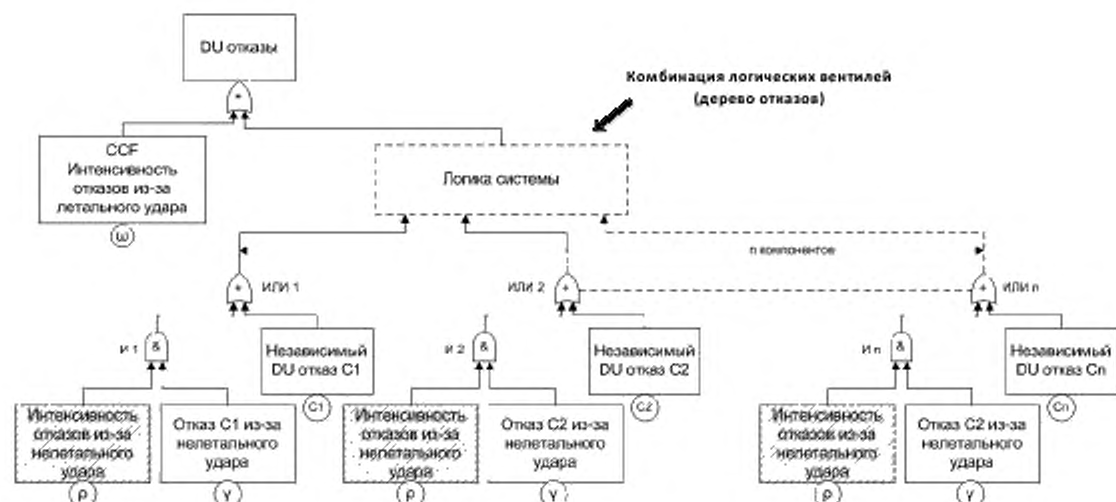 DU отказы
+
Комбинация логических вентилей
(дерево отказов)
CCF
Интенсивность
отказов из-за
летального удара
ω
Логика системы
n компонентов
+
ИЛИ 1
ИЛИ 2
+
+
ИЛИ n
И 1
&
Независимый
DU отказ C1
C1
И 2
&
Независимый
DU отказ C2
C2
И n
&
Независимый
DU отказ Cn
Cn
Интенсивность
отказов из-за
нелетального
удара
ρ
Отказ C1 из-за
нелетального
удара
γ
Интенсивность
отказов из-за
нелетального
удара
ρ
Отказ C2 из-за
нелетального
удара
γ
Интенсивность
отказов из-за
нелетального
удара
ρ
Отказ C2 из-за
нелетального
удара
γ